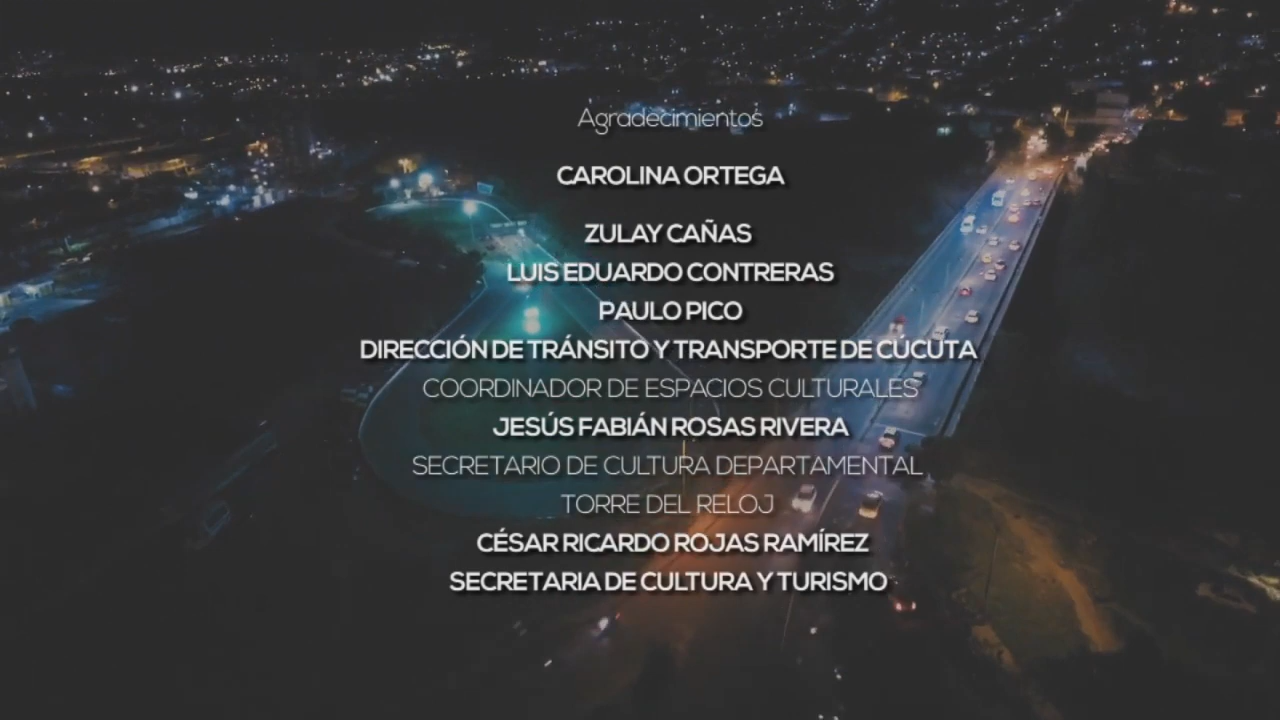 Agradecimientos
CAROLINA ORTEGA
ZULAY CAÑAS
LUIS EDUARDO CONTRERAS
PAULO PICO
DIRECCIÓN DE TRÁNSITO Y TRANSPORTE DE CÚCUTA
COORDINADOR DE ESPACIOS CULTURALES
JESÚS FABIÁN ROSAS RIVERA
SECRETARIO DE CULTURA DEPARTAMENTAL
TORRE DEL RELOJ
CÉSAR RICARDO ROJAS RAMÍREZ
SECRETARIA DE CULTURA Y TURISMO